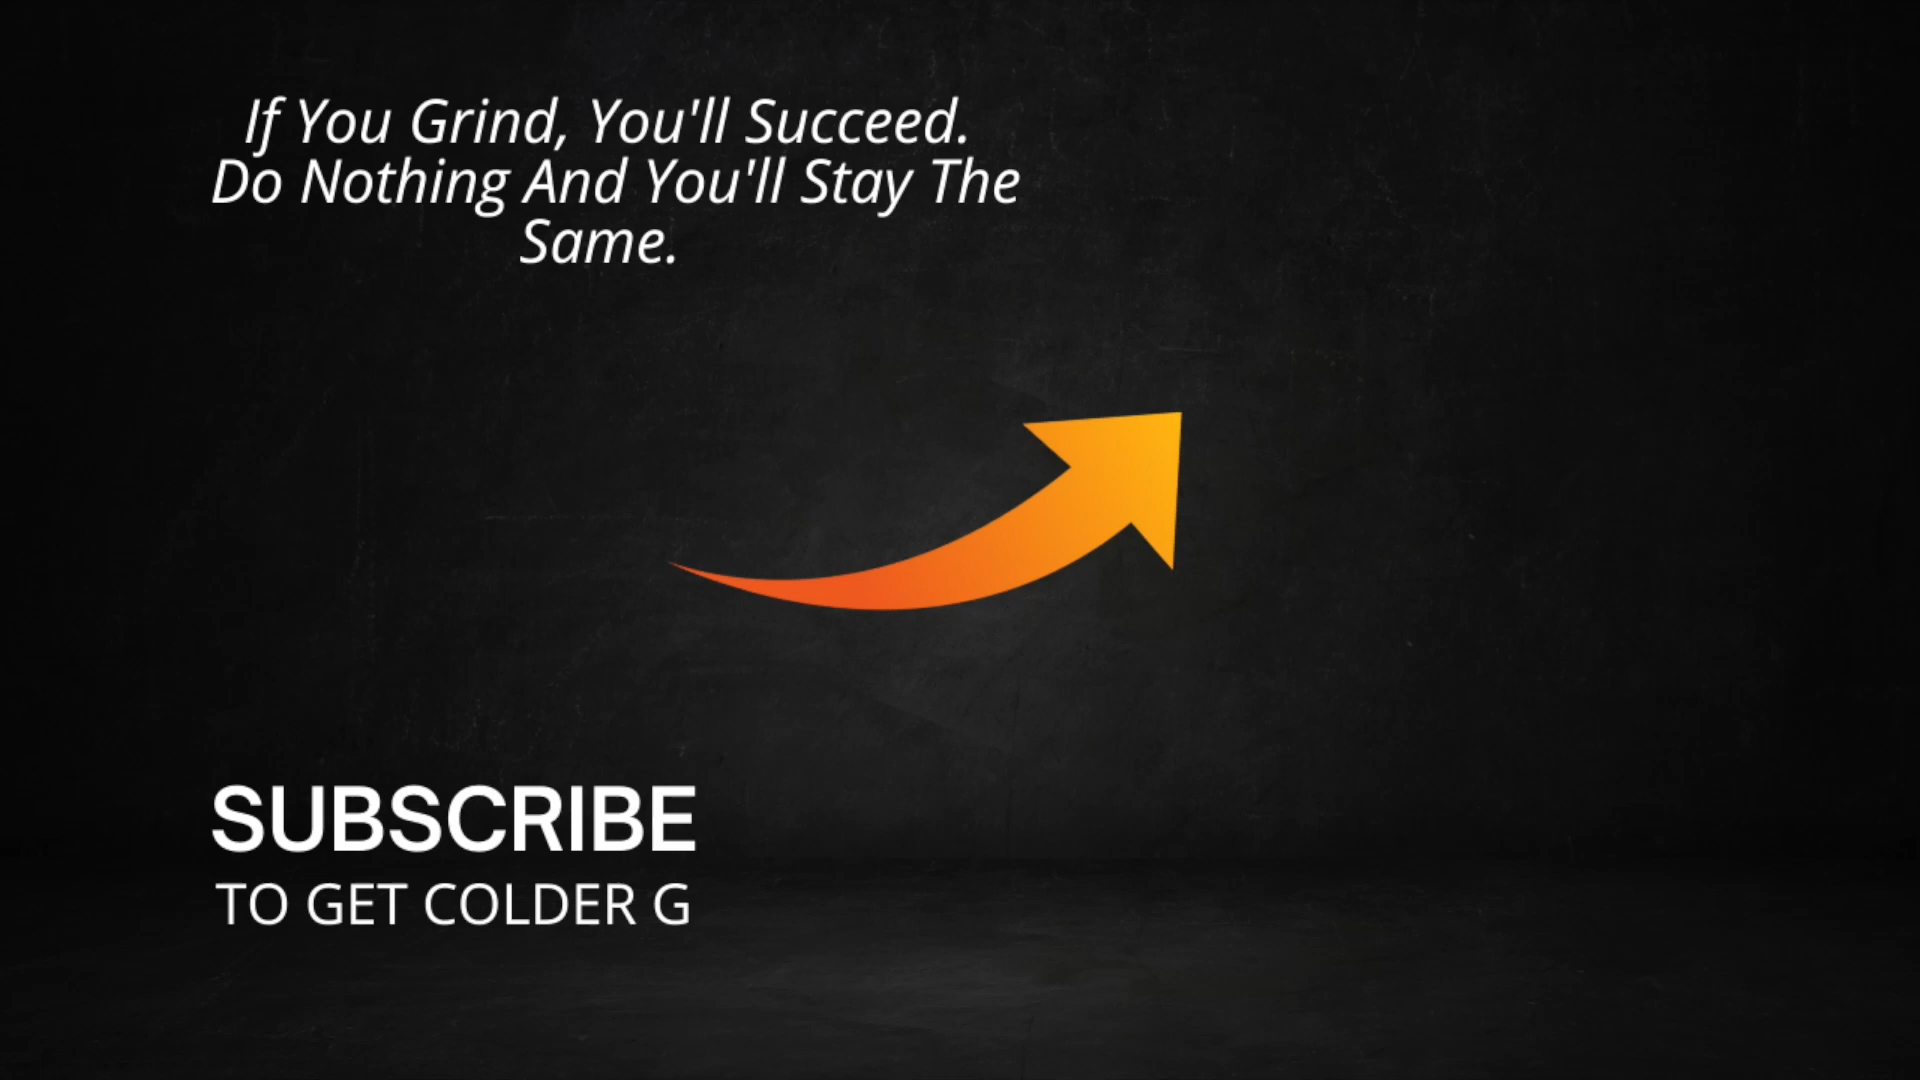 If You Grind, You'll Succeed.
Do Nothing And You'll Stay The
Same.
SUBSCRIBE
TO GET COLDER G